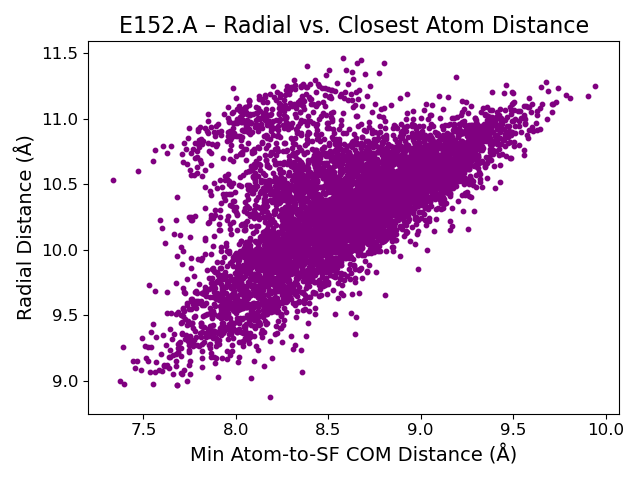 E152.A – Radial vs. Closest Atom Distance
11.5
11.0
10.5
10.0
9.5
9.0
Radial Distance (Å)
7.5 8.0 8.5 9.0 9.5 10.0
Min Atom-to-SF COM Distance (Å)